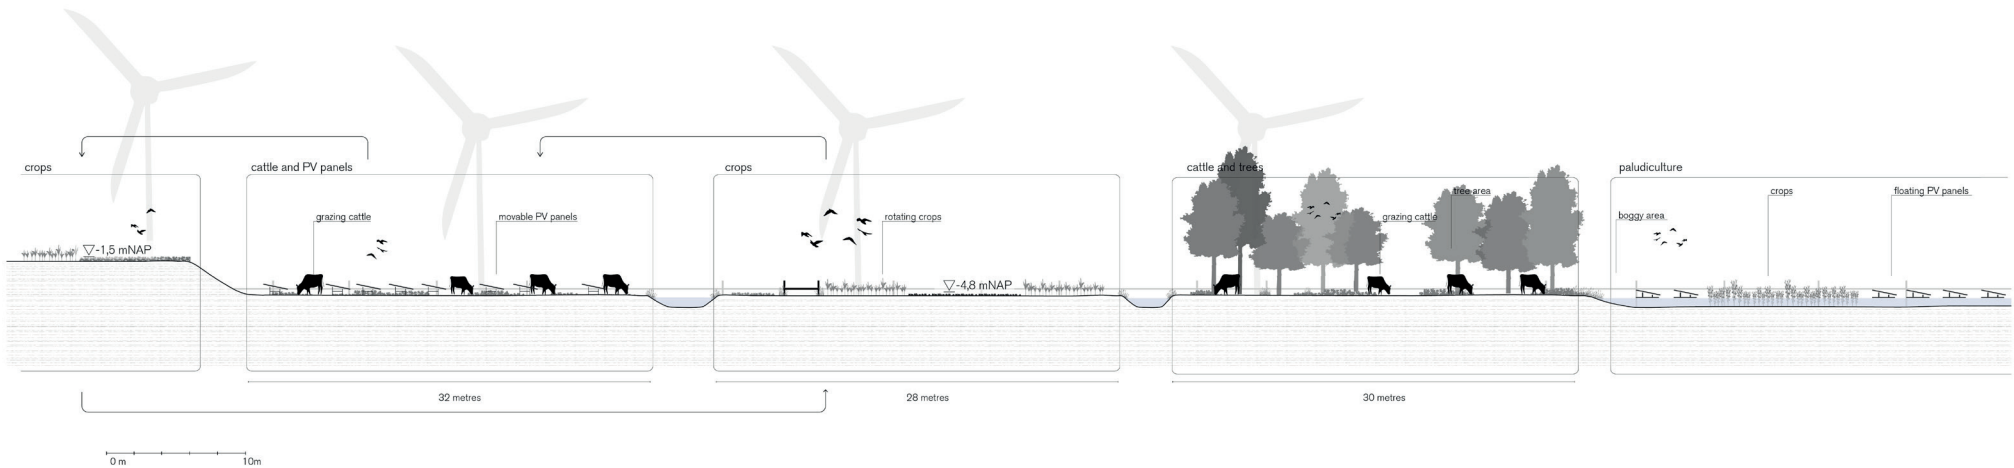 crops
cattle and PV panels
crops
cattle and trees
paludiculture
grazing cattle
movable PV panels
rotating crops
grazing cattle
tree area
boggy area
crops
floating PV panels
-1,5 mNAP
-4,8 mNAP
32 metres
28 metres
30 metres
0 m
10m